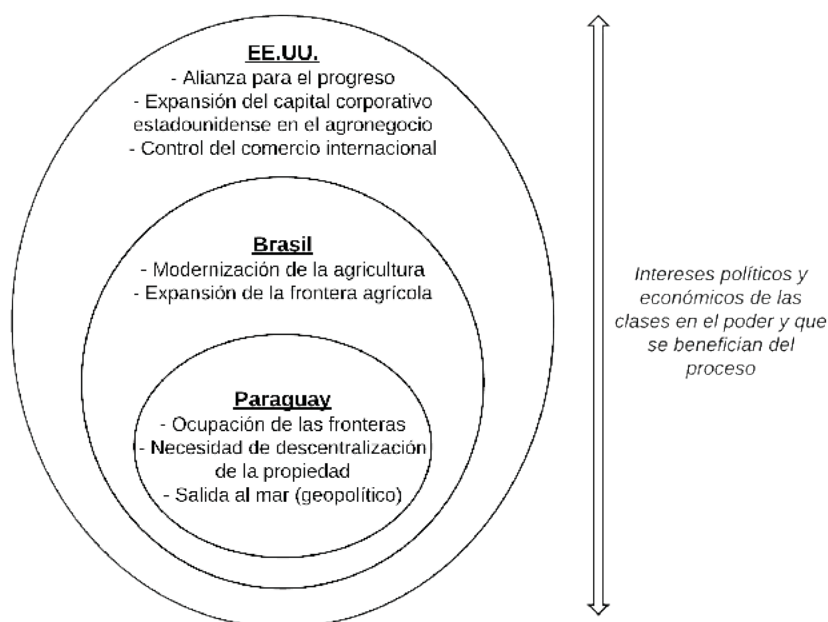 EE.UU.
- Alianza para el progreso
- Expansión del capital corporativo
estadounidense en el agronegocio
- Control del comercio internacional
Brasil
- Modernización de la agricultura
- Expansión de la frontera agrícola
Paraguay
- Ocupación de las fronteras
- Necesidad de descentralización
de la propiedad
- Salida al mar (geopolítico)
Intereses políticos y
económicos de las
clases en el poder y que
se benefician del
proceso